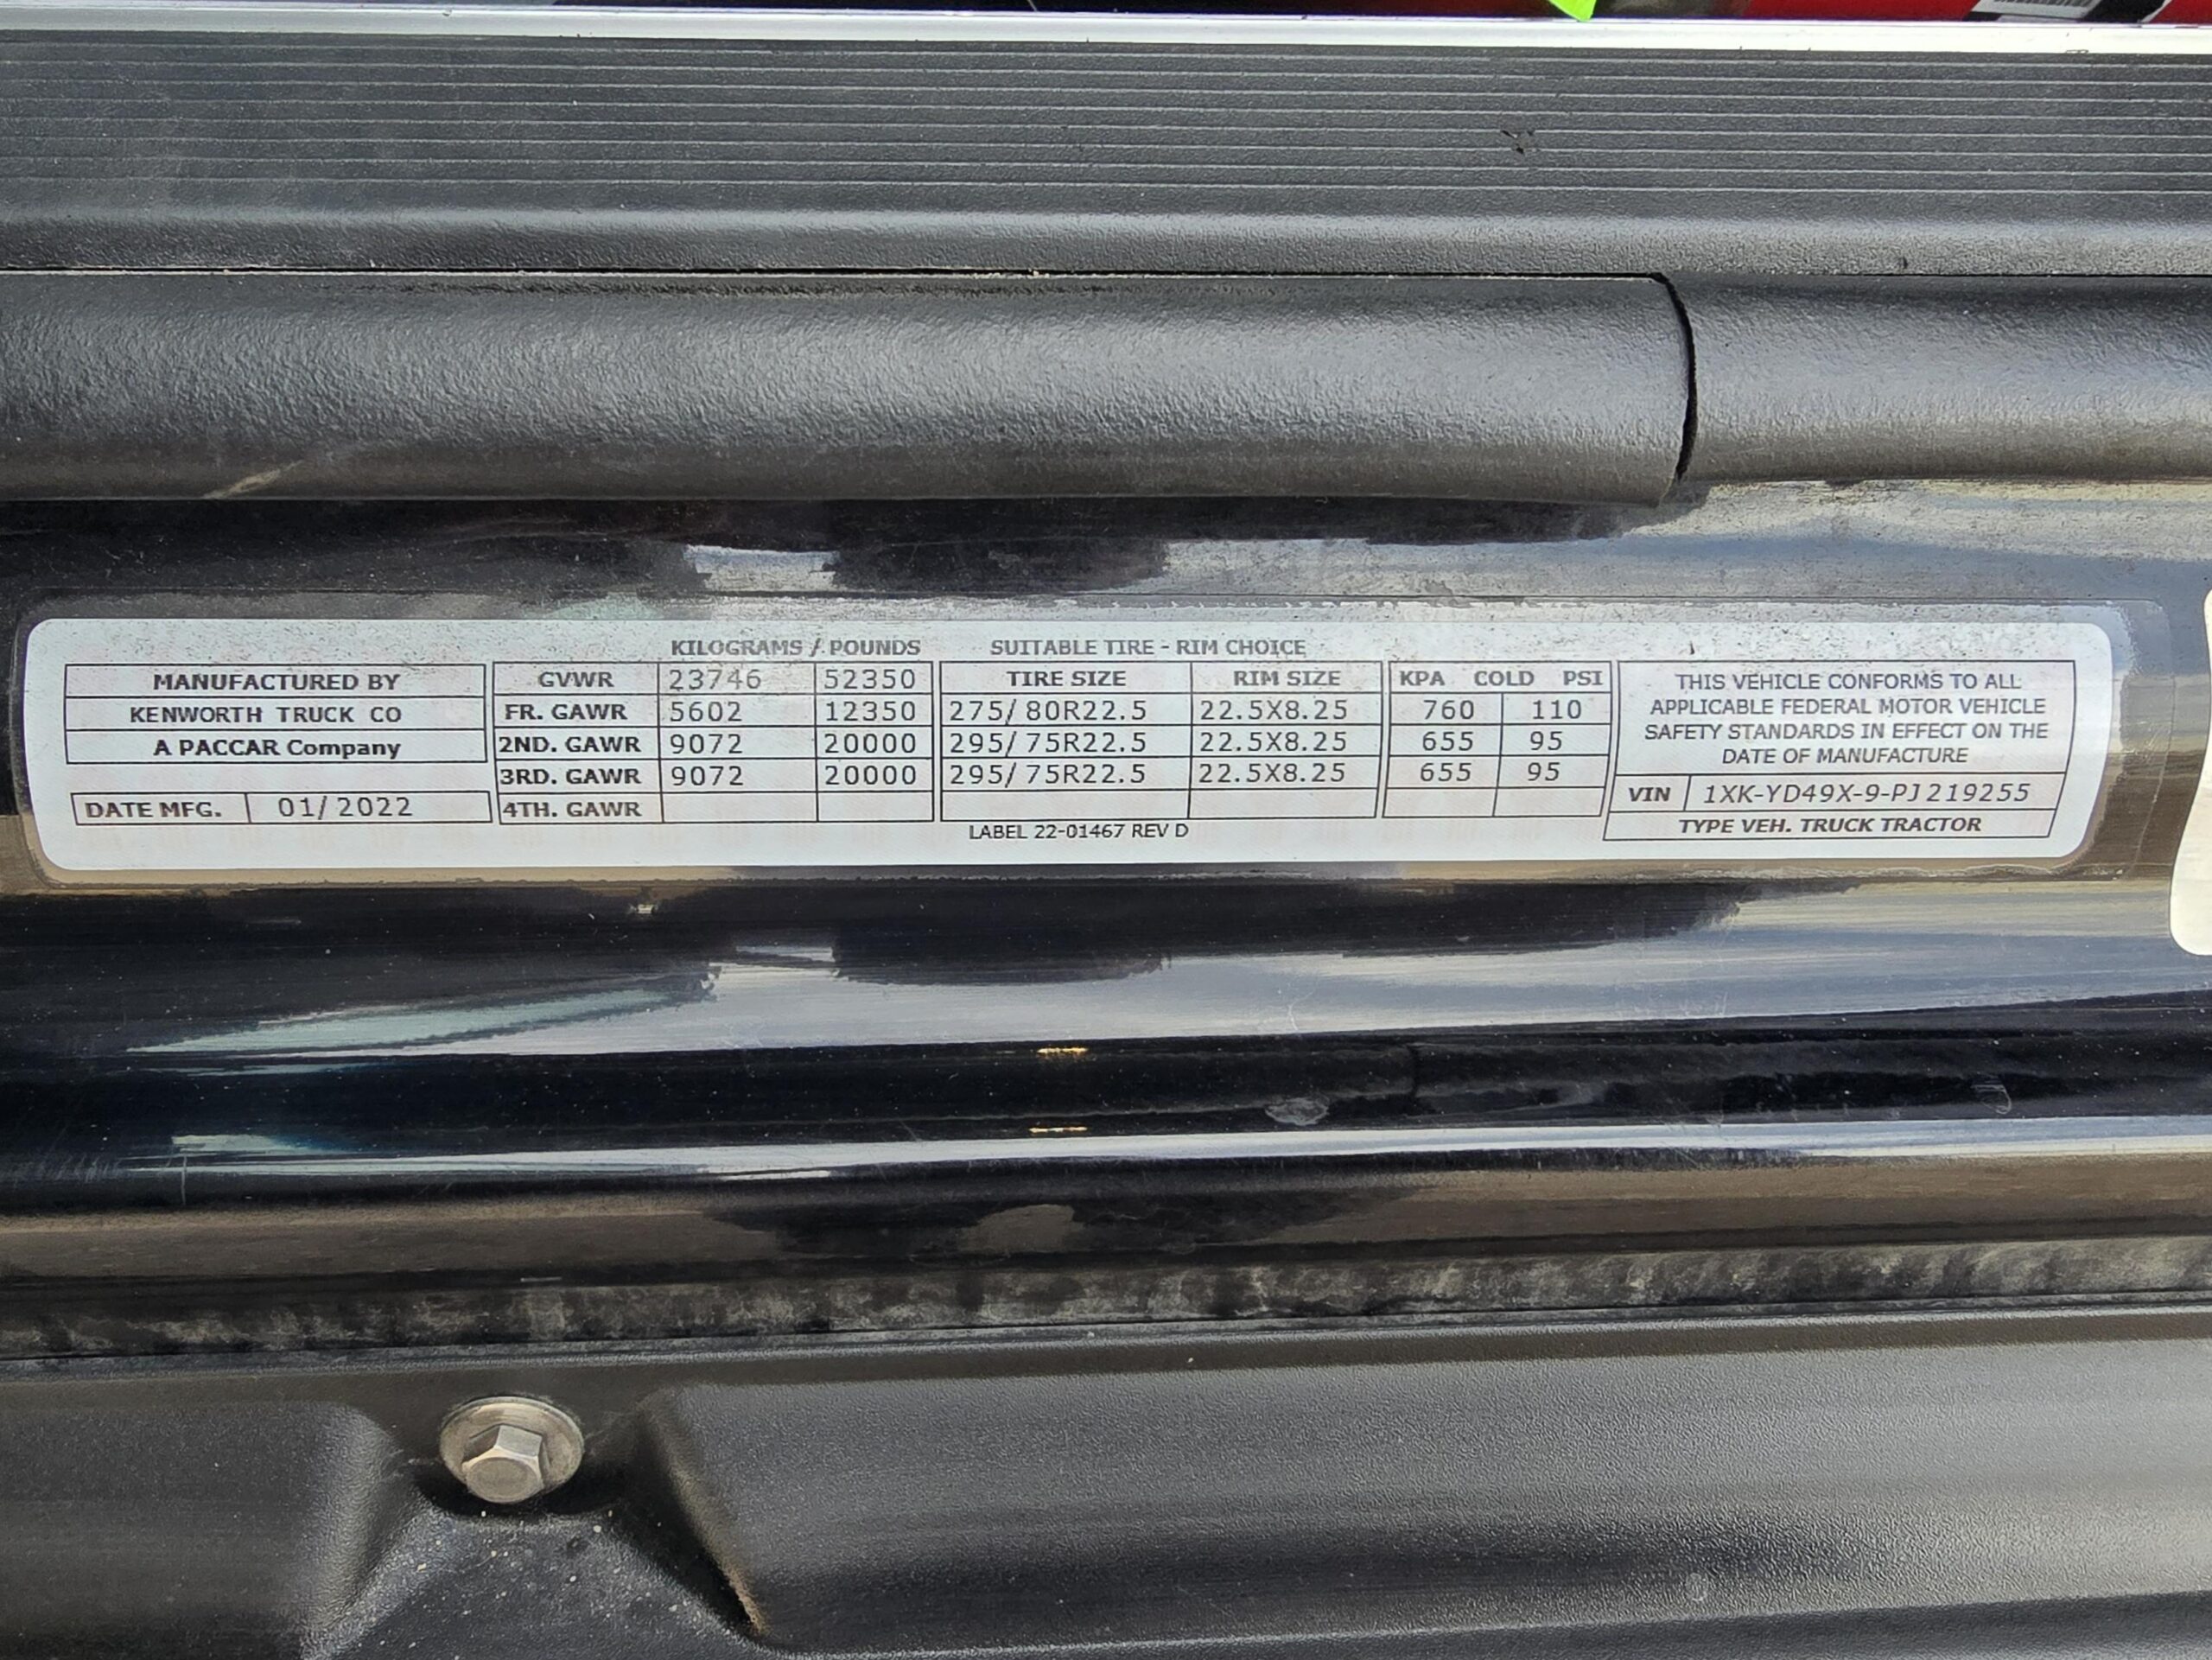 KILOGRAMS / POUNDS SUITABLE TIRE - RIM CHOICE
MANUFACTURED BY
KENWORTH TRUCK CO
A PACCAR Company
DATE MFG. 01/2022
GVWR 23746 52350 TIRE SIZE RIM SIZE KPA COLD PSI
FR. GAWR 5602 12350 275/80R22.5 22.5X8.25 760 110
2ND. GAWR 9072 20000 295/75R22.5 22.5X8.25 655 95
3RD. GAWR 9072 20000 295/75R22.5 22.5X8.25 655 95
4TH. GAWR
LABEL 22-01467 REV D
THIS VEHICLE CONFORMS TO ALL
APPLICABLE FEDERAL MOTOR VEHICLE
SAFETY STANDARDS IN EFFECT ON THE
DATE OF MANUFACTURE
VIN 1XK-YD49X-9-PJ219255
TYPE VEH. TRUCK TRACTOR